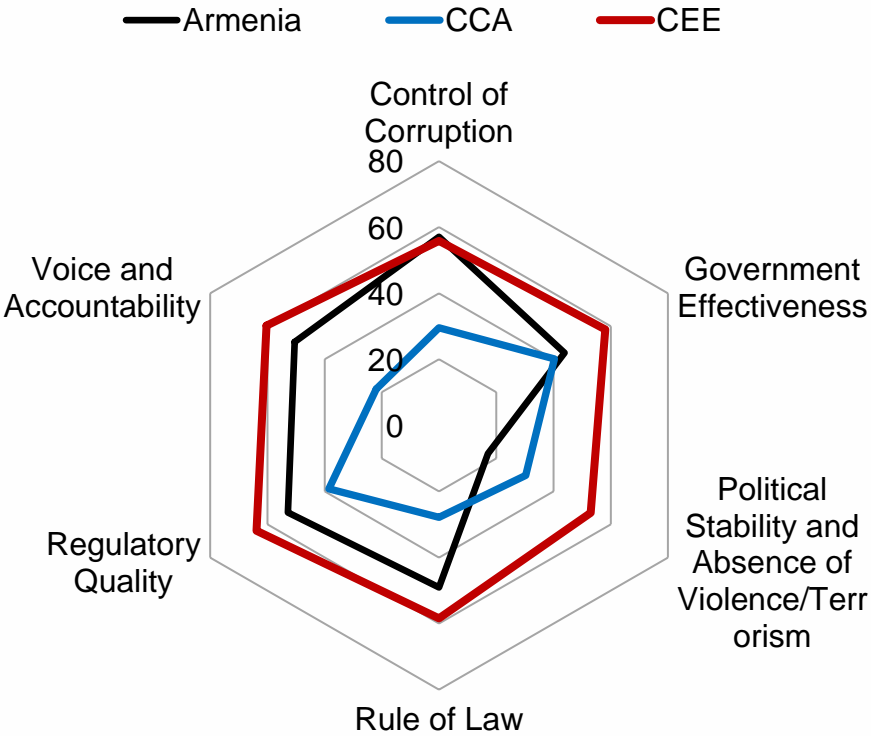 Armenia
CCA
CEE
Control of
Corruption
80
60
40
20
0
Voice and
Accountability
Government
Effectiveness
Political
Stability and
Absence of
Violence/Terr
orism
Regulatory
Quality
Rule of Law